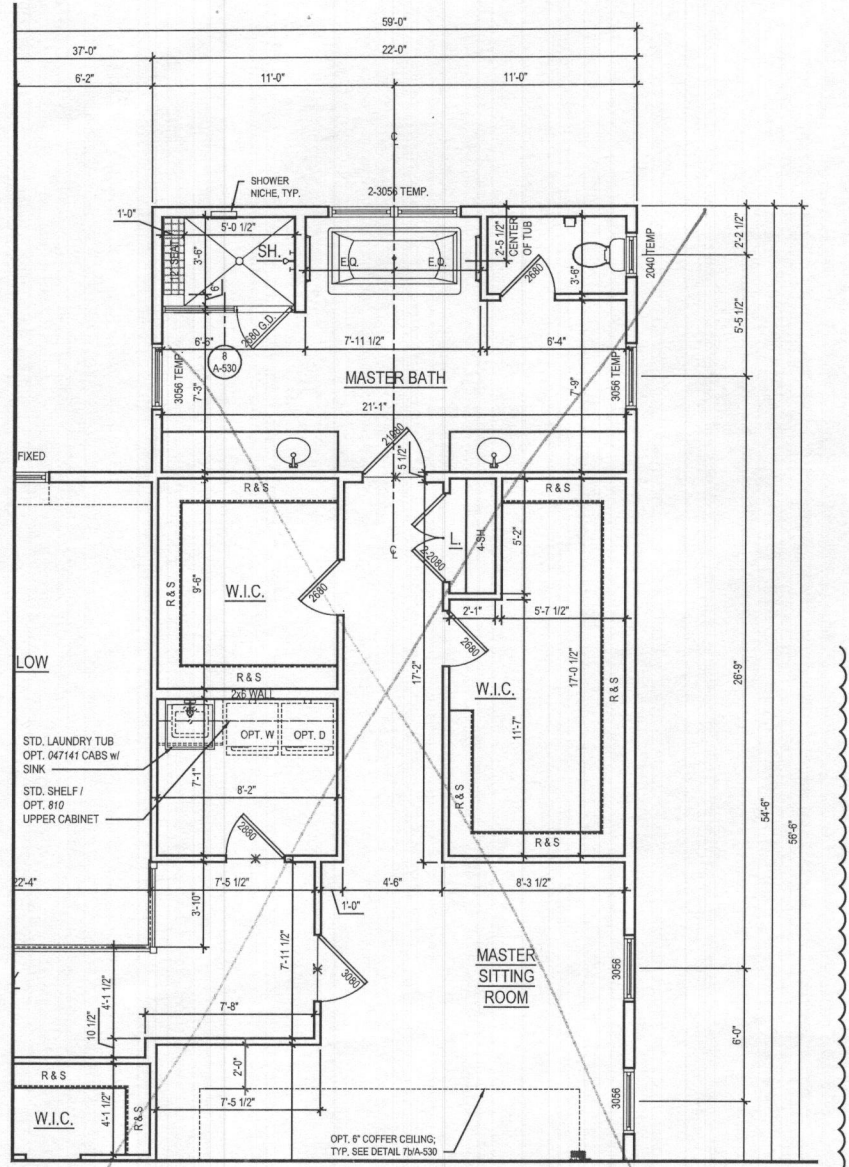 59'-0"
37'-0"
22'-0"
6'-2"
11'-0"
11'-0"
C L
SHOWER
NICHE, TYP.
2-3056 TEMP.
1'-0"
5'-0 1/2"
12" SEAT
3'-6"
SH.
E.Q.
E.Q.
2'-5 1/2"
CENTER
OF TUB
2680
3'-6"
2040 TEMP
2'-2 1/2"
6"
2680 G.D.
5'-5 1/2"
6'-6"
7'-11 1/2"
6'-4"
8
A-530
3056 TEMP
7'-3"
MASTER BATH
7'-9"
3056 TEMP
21'-1"
21680
5 1/2"
FIXED
R & S
R & S
C L
L.
4-SH
5'-2"
2-2080
R & S
9'-6"
W.I.C.
2680
2'-1"
5'-7 1/2"
2680
LOW
17'-2"
W.I.C.
17'-0 1/2"
R & S
26'-9"
R & S
2x6 WALL
11'-7"
54'-6"
56'-6"
OPT. W
OPT. D
STD. LAUNDRY TUB
OPT. 047141 CABS w/
SINK
STD. SHELF /
OPT. 810
UPPER CABINET
7'-1"
8'-2"
R & S
2880
R & S
22'-4"
7'-5 1/2"
4'-6"
8'-3 1/2"
3'-10"
1'-0"
7'-11 1/2"
MASTER
SITTING
ROOM
3080
3056
4'-1 1/2"
7'-8"
10 1/2"
6'-0"
2'-0"
R & S
7'-5 1/2"
3056
W.I.C.
4'-1 1/2"
R & S
OPT. 6" COFFER CEILING;
TYP. SEE DETAIL 7b/A-530